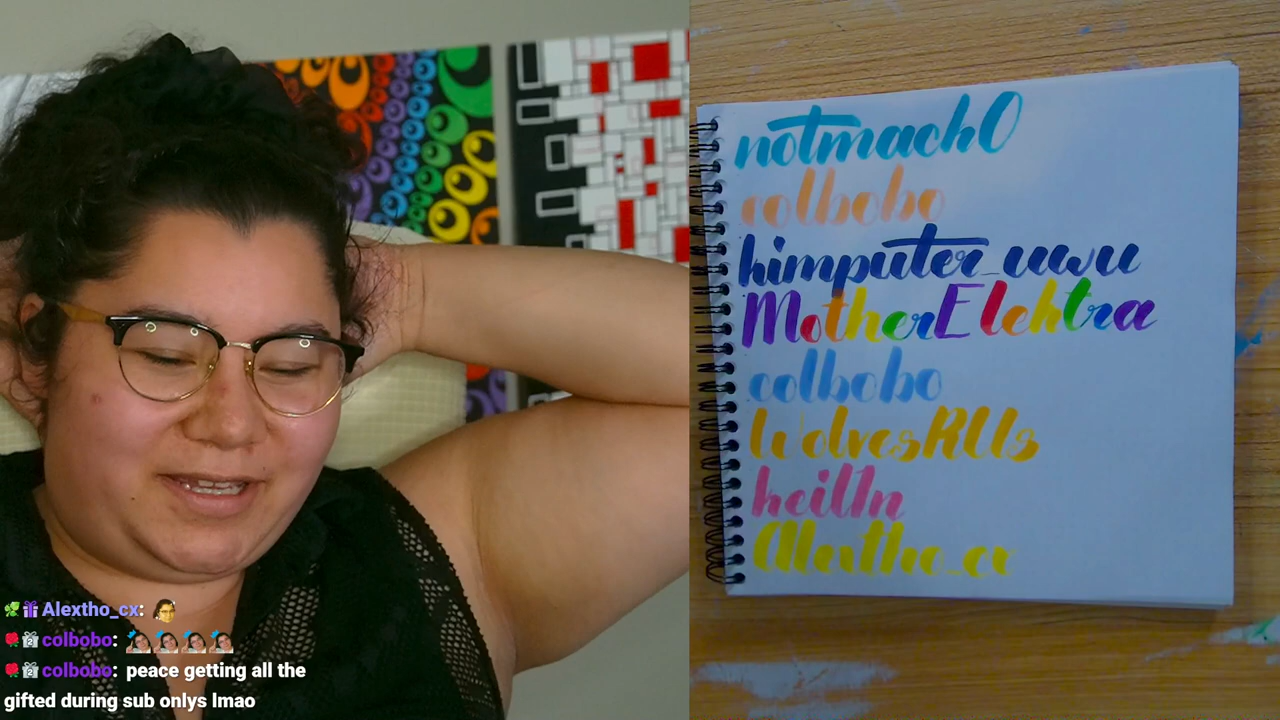 notmach0
colbobo
himputer_uwu
MotherElektra
colbobo
WolvesRUs
heilln
Alextho_cx
Alextho_cx:
colbobo:
colbobo: peace getting all the
gifted during sub onlys lmao